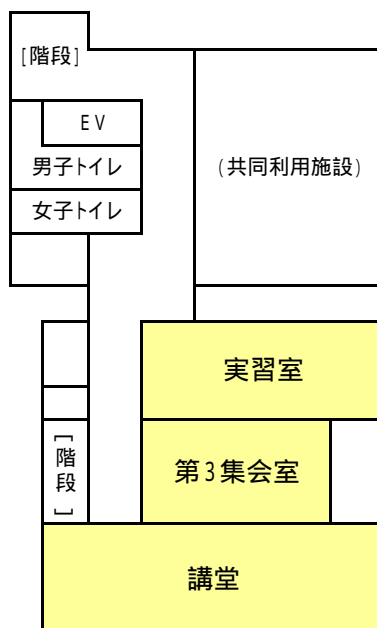 [階段]
EV
男子トイレ
(共同利用施設)
女子トイレ
実習室
[階段]
第3集会室
講堂